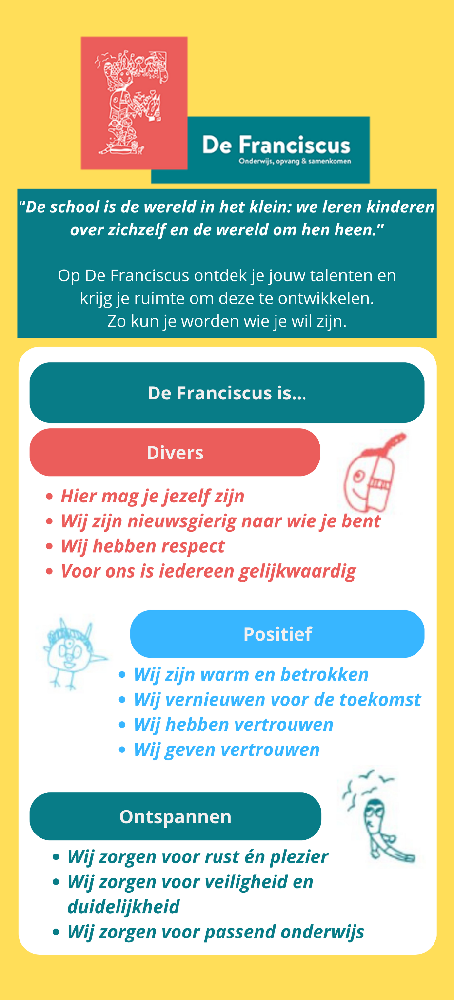 De Franciscus
Onderwijs, opvang & samenkomen
“De school is de wereld in het klein: we leren kinderen
over zichzelf en de wereld om hen heen.”
Op De Franciscus ontdek je jouw talenten en
krijg je ruimte om deze te ontwikkelen.
Zo kun je worden wie je wil zijn.
De Franciscus is...
Divers
• Hier mag je jezelf zijn
• Wij zijn nieuwsgierig naar wie je bent
• Wij hebben respect
• Voor ons is iedereen gelijkwaardig
Positief
• Wij zijn warm en betrokken
• Wij vernieuwen voor de toekomst
• Wij hebben vertrouwen
• Wij geven vertrouwen
Ontspannen
• Wij zorgen voor rust én plezier
• Wij zorgen voor veiligheid en
duidelijkheid
• Wij zorgen voor passend onderwijs